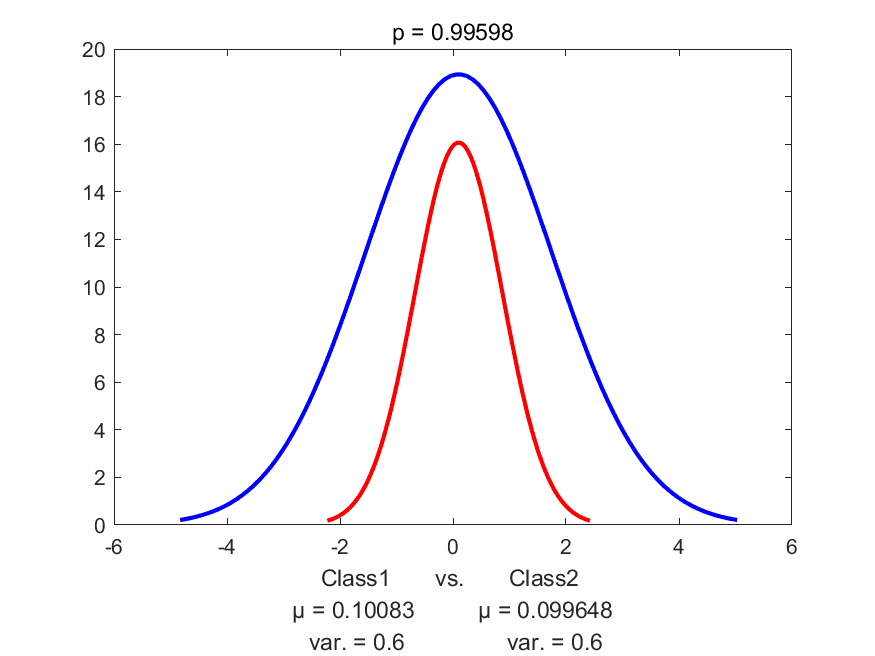 p = 0.99598
20
18
16
14
12
10
8
6
4
2
0
-6 -4 -2 0 2 4 6
Class1 vs. Class2
μ = 0.10083 μ = 0.099648
var. = 0.6 var. = 0.6